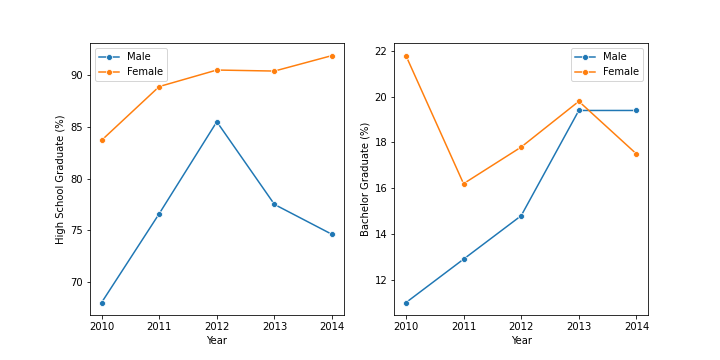 High School Graduate (%)
90
85
80
75
70
Male
Female
2010 2011 2012 2013 2014
Year
Bachelor Graduate (%)
22
20
18
16
14
12
Male
Female
2010 2011 2012 2013 2014
Year